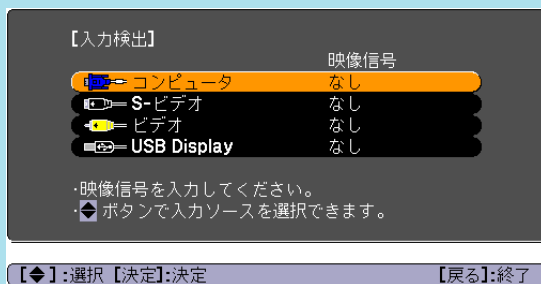 【入力検出】
映像信号
コンピュータ なし
S-ビデオ なし
ビデオ なし
USB Display なし
·映像信号を入力してください。
·◆ ボタンで入力ソースを選択できます。
【◆】:選択 【決定】:決定 【戻る】:終了